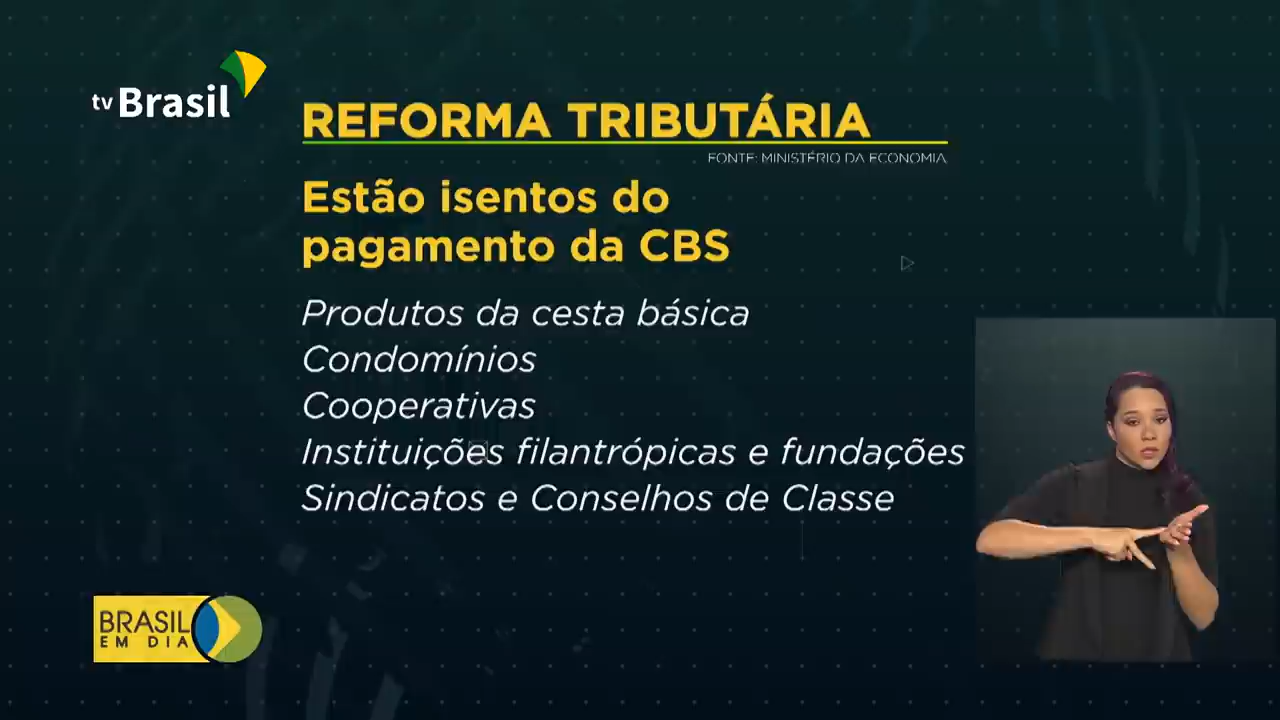 tv Brasil
REFORMA TRIBUTÁRIA
FONTE: MINISTÉRIO DA ECONOMIA
Estão isentos do
pagamento da CBS
Produtos da cesta básica
Condomínios
Cooperativas
Instituições filantrópicas e fundações
Sindicatos e Conselhos de Classe
BRASIL
EM DIA